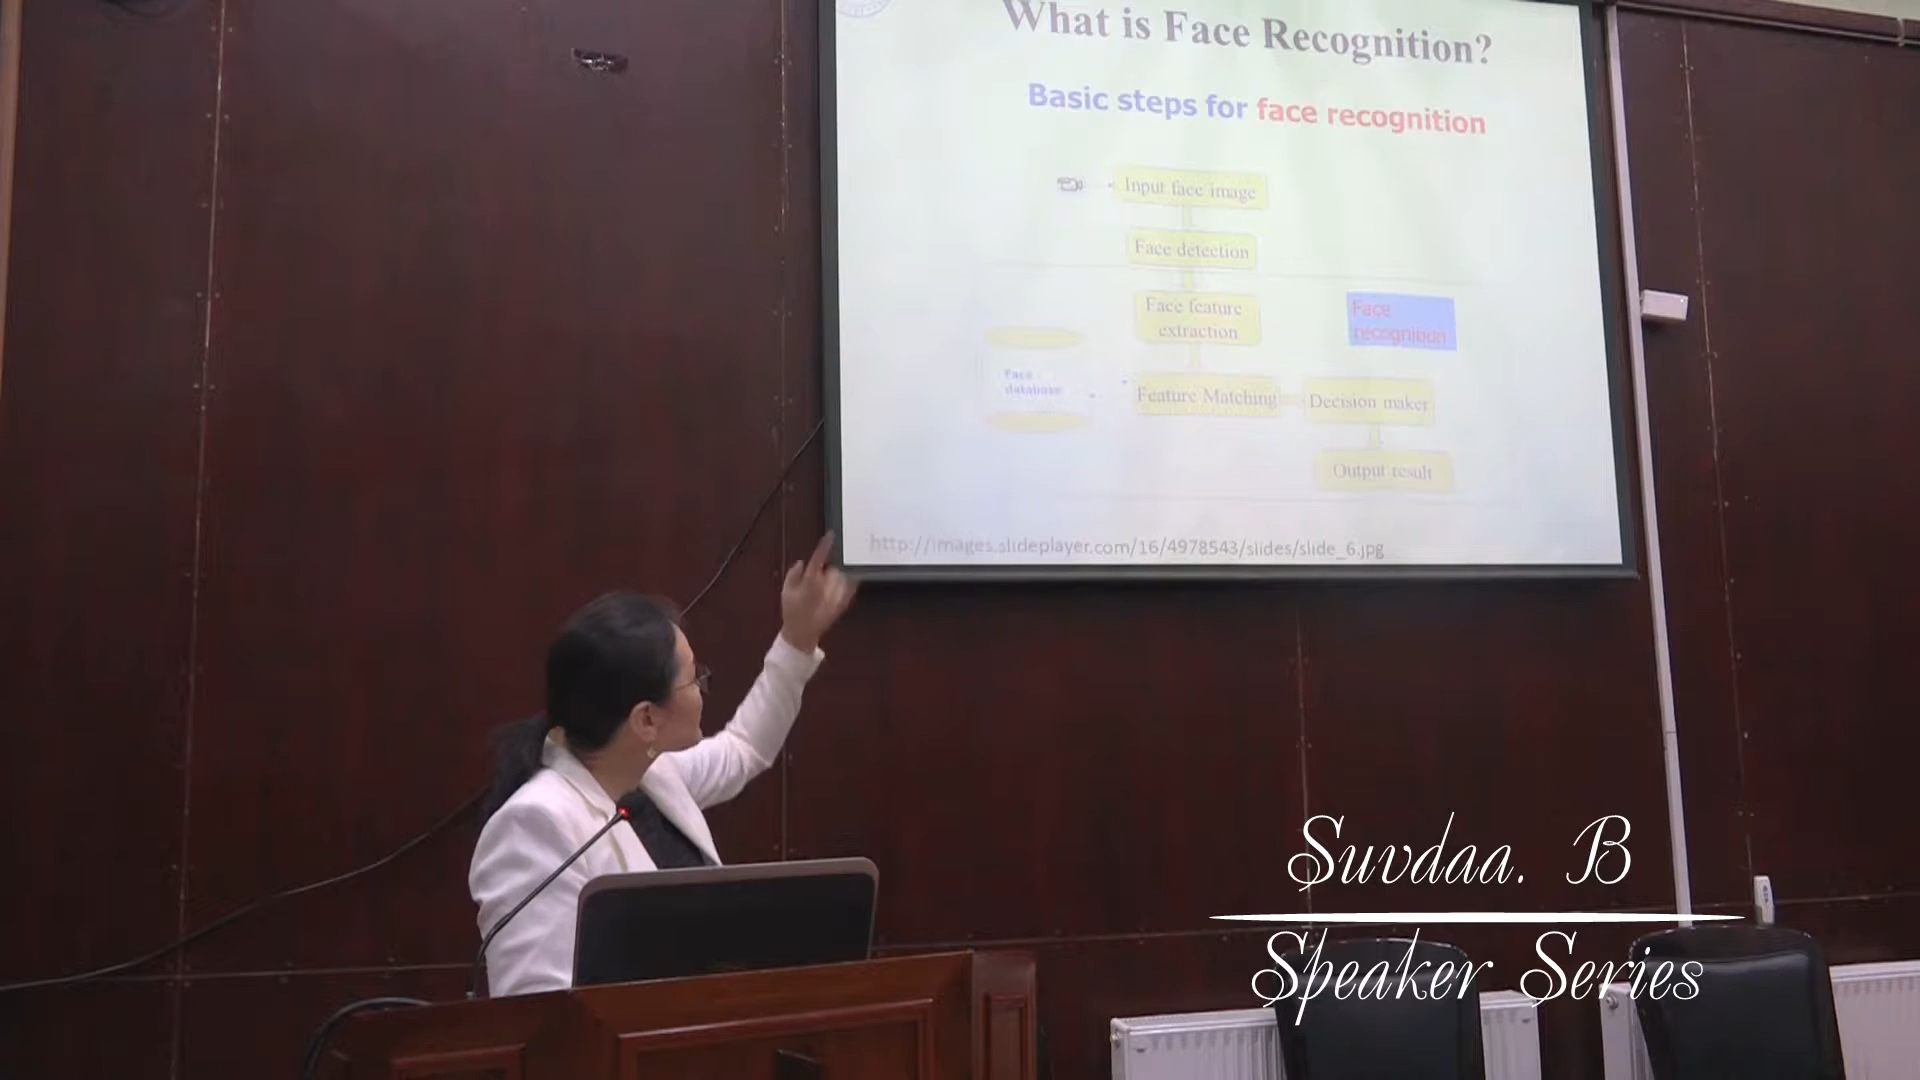 What is Face Recognition?
Basic steps for face recognition
Input face image
Face detection
Face feature
extraction
Face
recognition
Face
database
Feature Matching
Decision maker
Output result
http://images.slideplayer.com/16/4978543/slides/slide_6.jpg
Suvdaa. B
Speaker Series